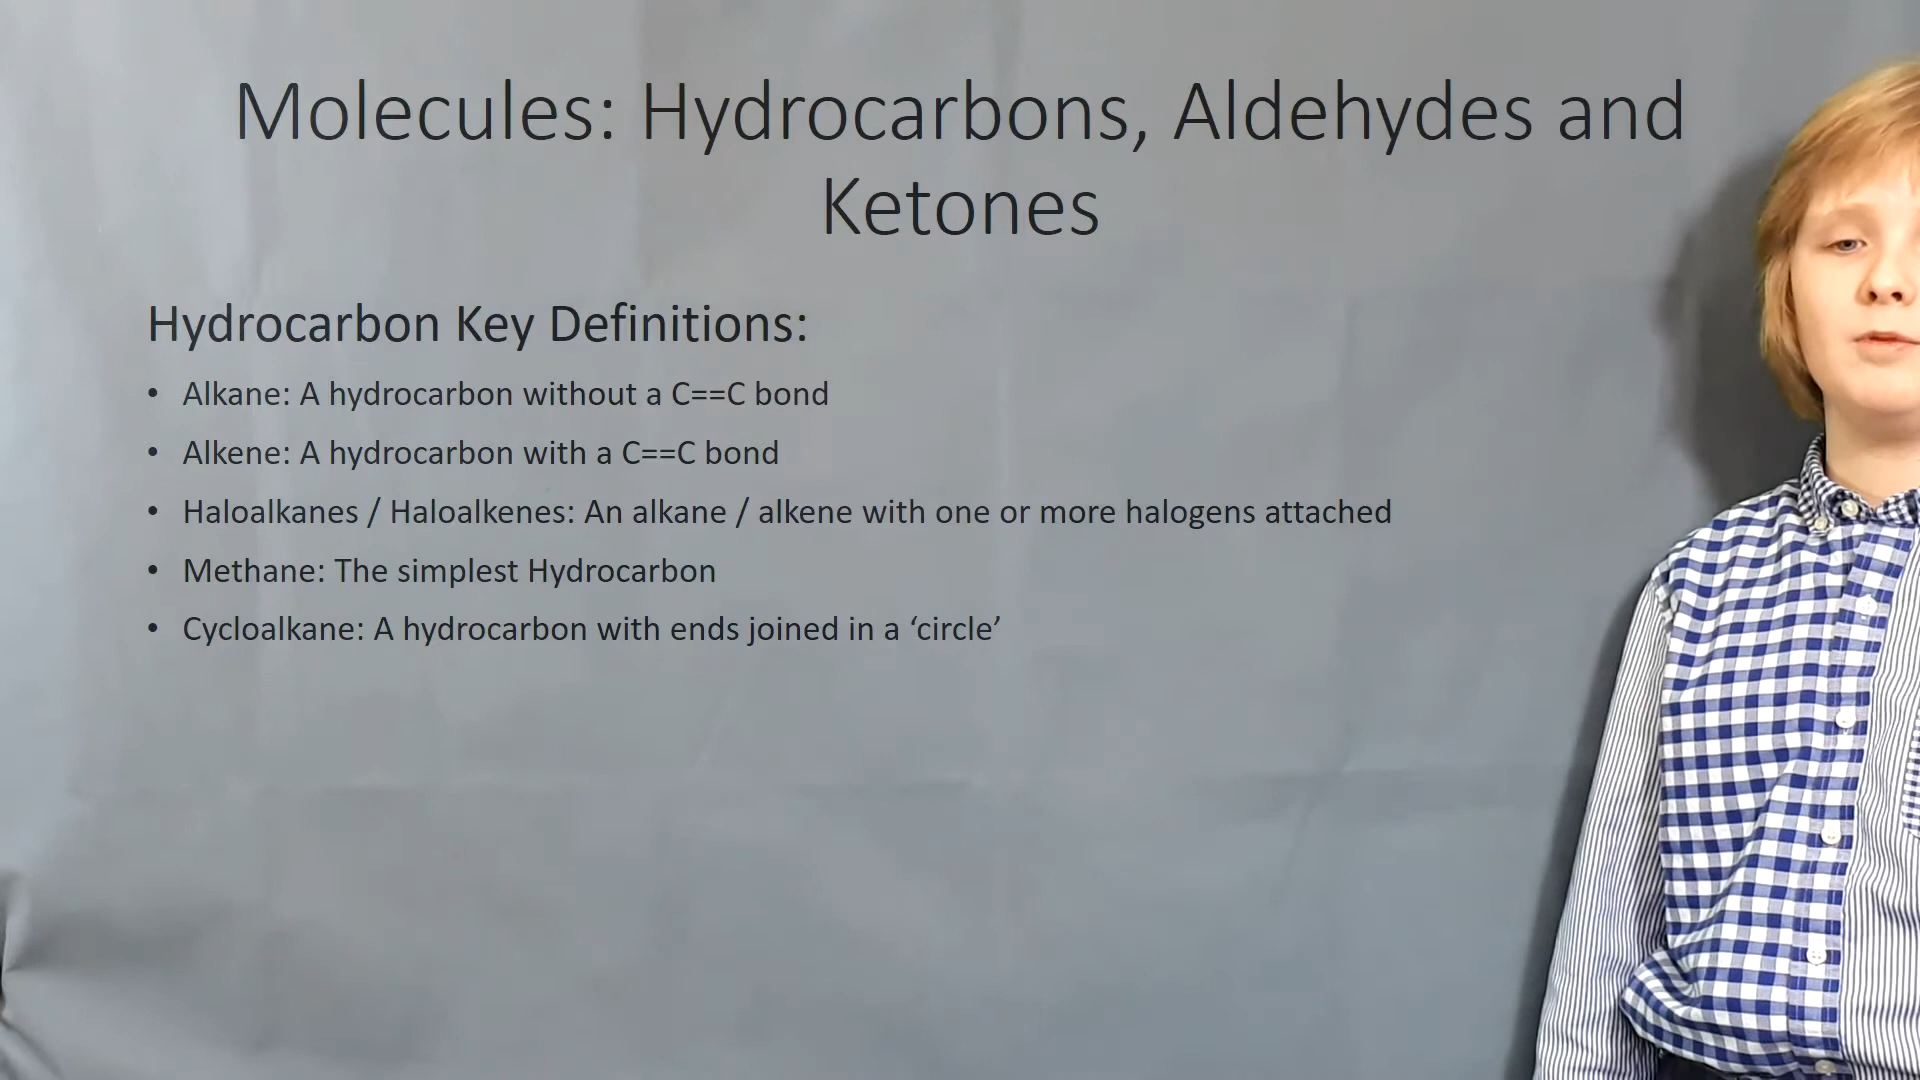 Molecules: Hydrocarbons, Aldehydes and
Ketones
Hydrocarbon Key Definitions:
• Alkane: A hydrocarbon without a C==C bond
• Alkene: A hydrocarbon with a C==C bond
• Haloalkanes / Haloalkenes: An alkane / alkene with one or more halogens attached
• Methane: The simplest Hydrocarbon
• Cycloalkane: A hydrocarbon with ends joined in a ‘circle’